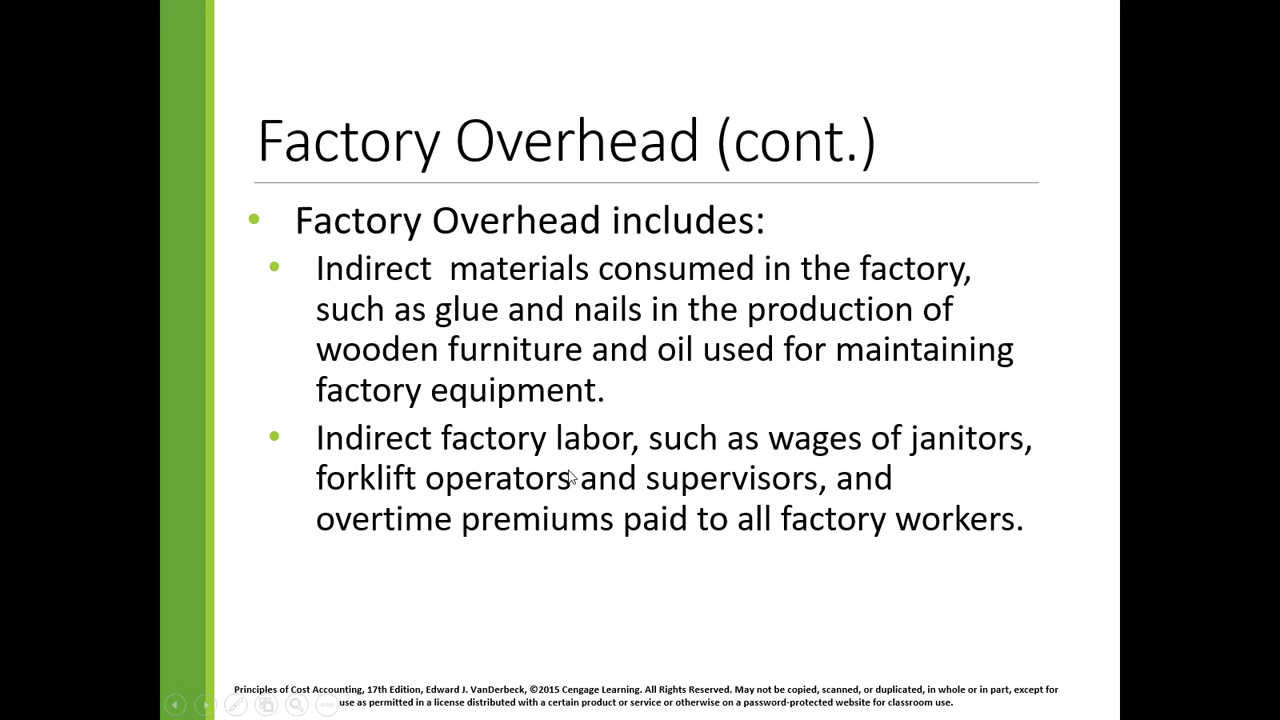 Factory Overhead (cont.)
• Factory Overhead includes:
• Indirect  materials consumed in the factory,
such as glue and nails in the production of
wooden furniture and oil used for maintaining
factory equipment.
• Indirect factory labor, such as wages of janitors,
forklift operators and supervisors, and
overtime premiums paid to all factory workers.
Principles of Cost Accounting, 17th Edition, Edward J. VanDerbeck, ©2015 Cengage Learning. All Rights Reserved. May not be copied, scanned, or duplicated, in whole or in part, except for
use as permitted in a license distributed with a certain product or service or otherwise on a password-protected website for classroom use.